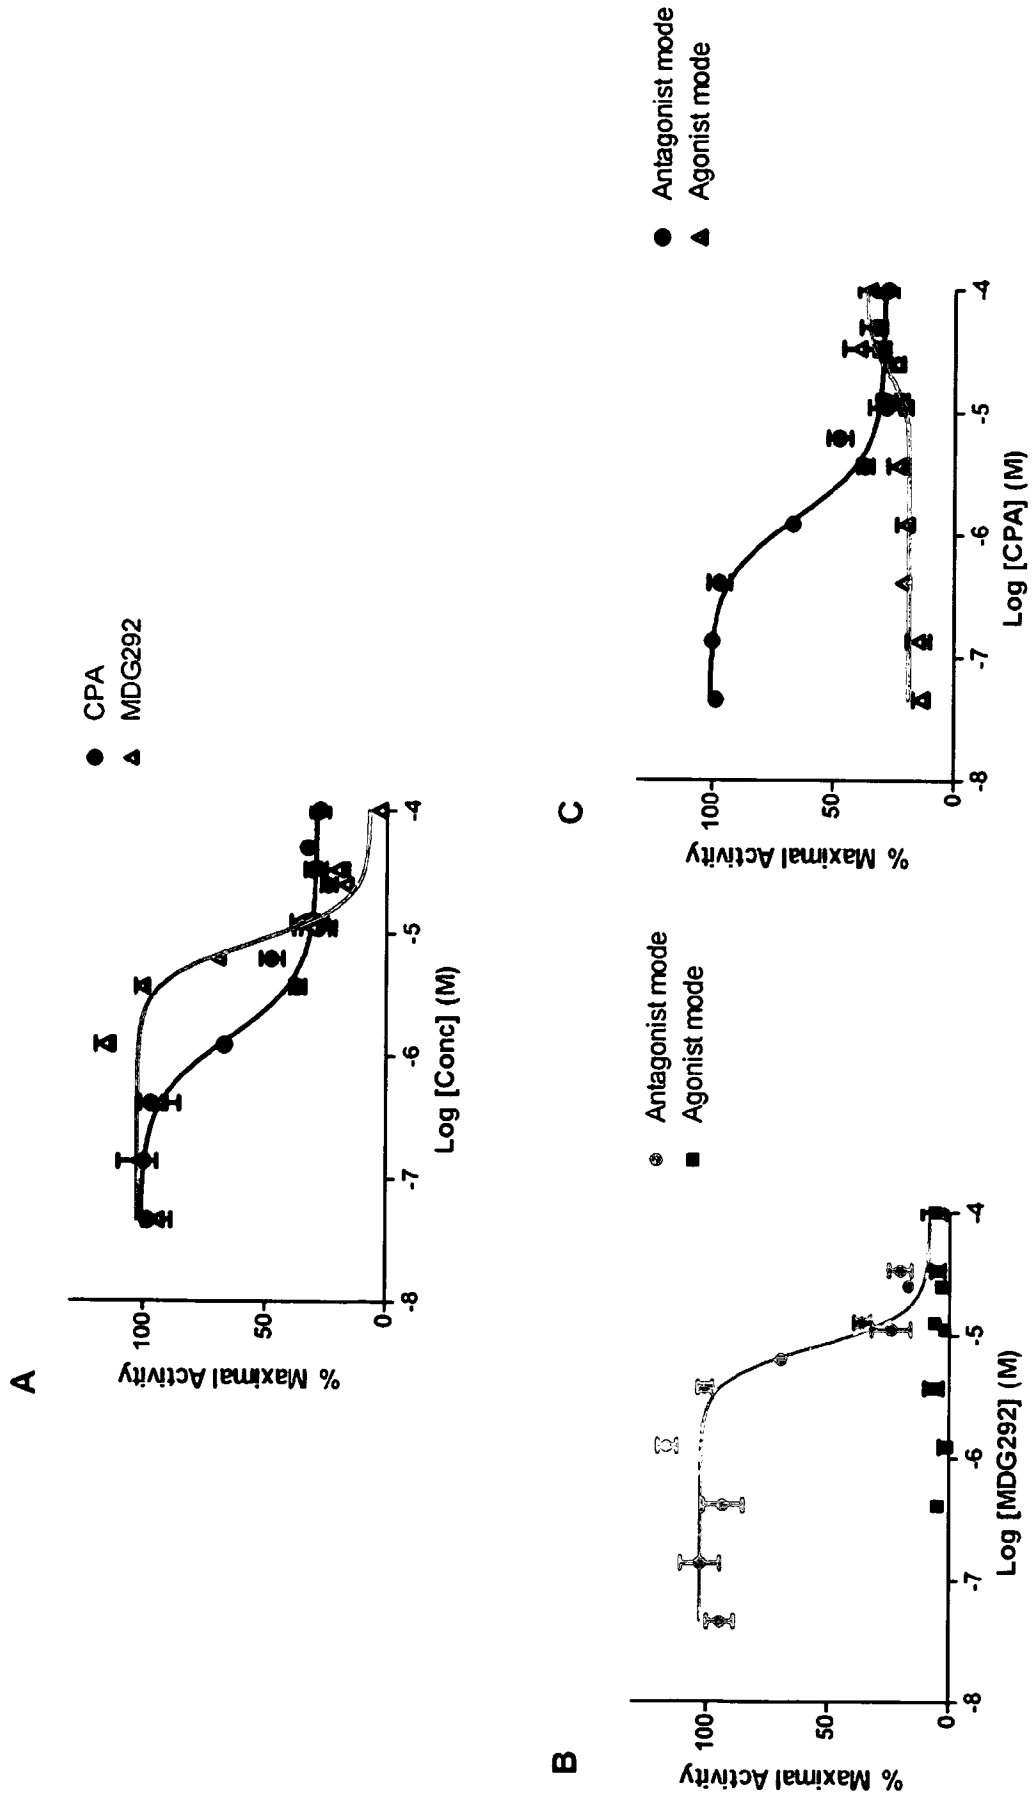 A
CPA
MDG292
% Maximal Activity
100
50
0
-8
-7
-6
-5
-4
Log [Conc] (M)
B
Antagonist mode
Agonist mode
% Maximal Activity
100
50
0
-8
-7
-6
-5
-4
Log [MDG292] (M)
C
Antagonist mode
Agonist mode
% Maximal Activity
100
50
0
-8
-7
-6
-5
-4
Log [CPA] (M)